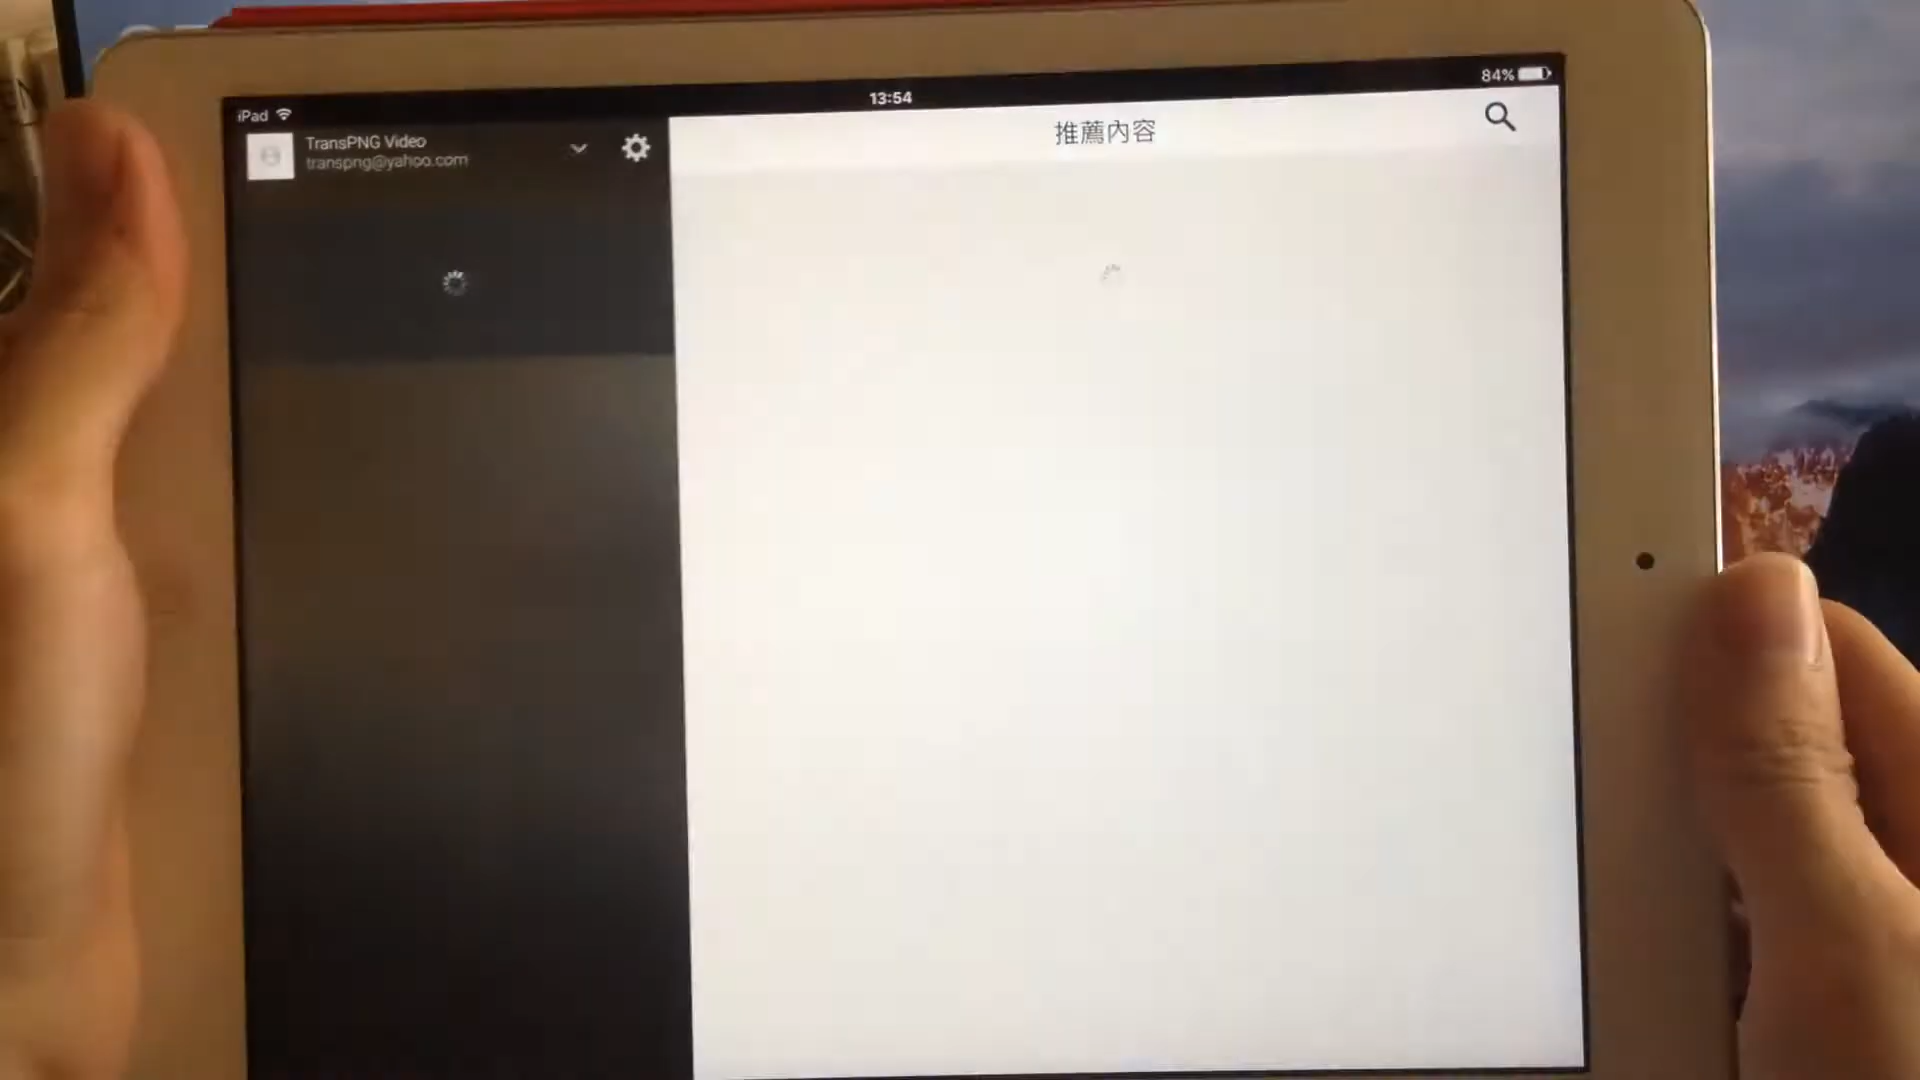 iPad
13:54
84%
TransPNG Video
transpng@yahoo.com
推薦內容